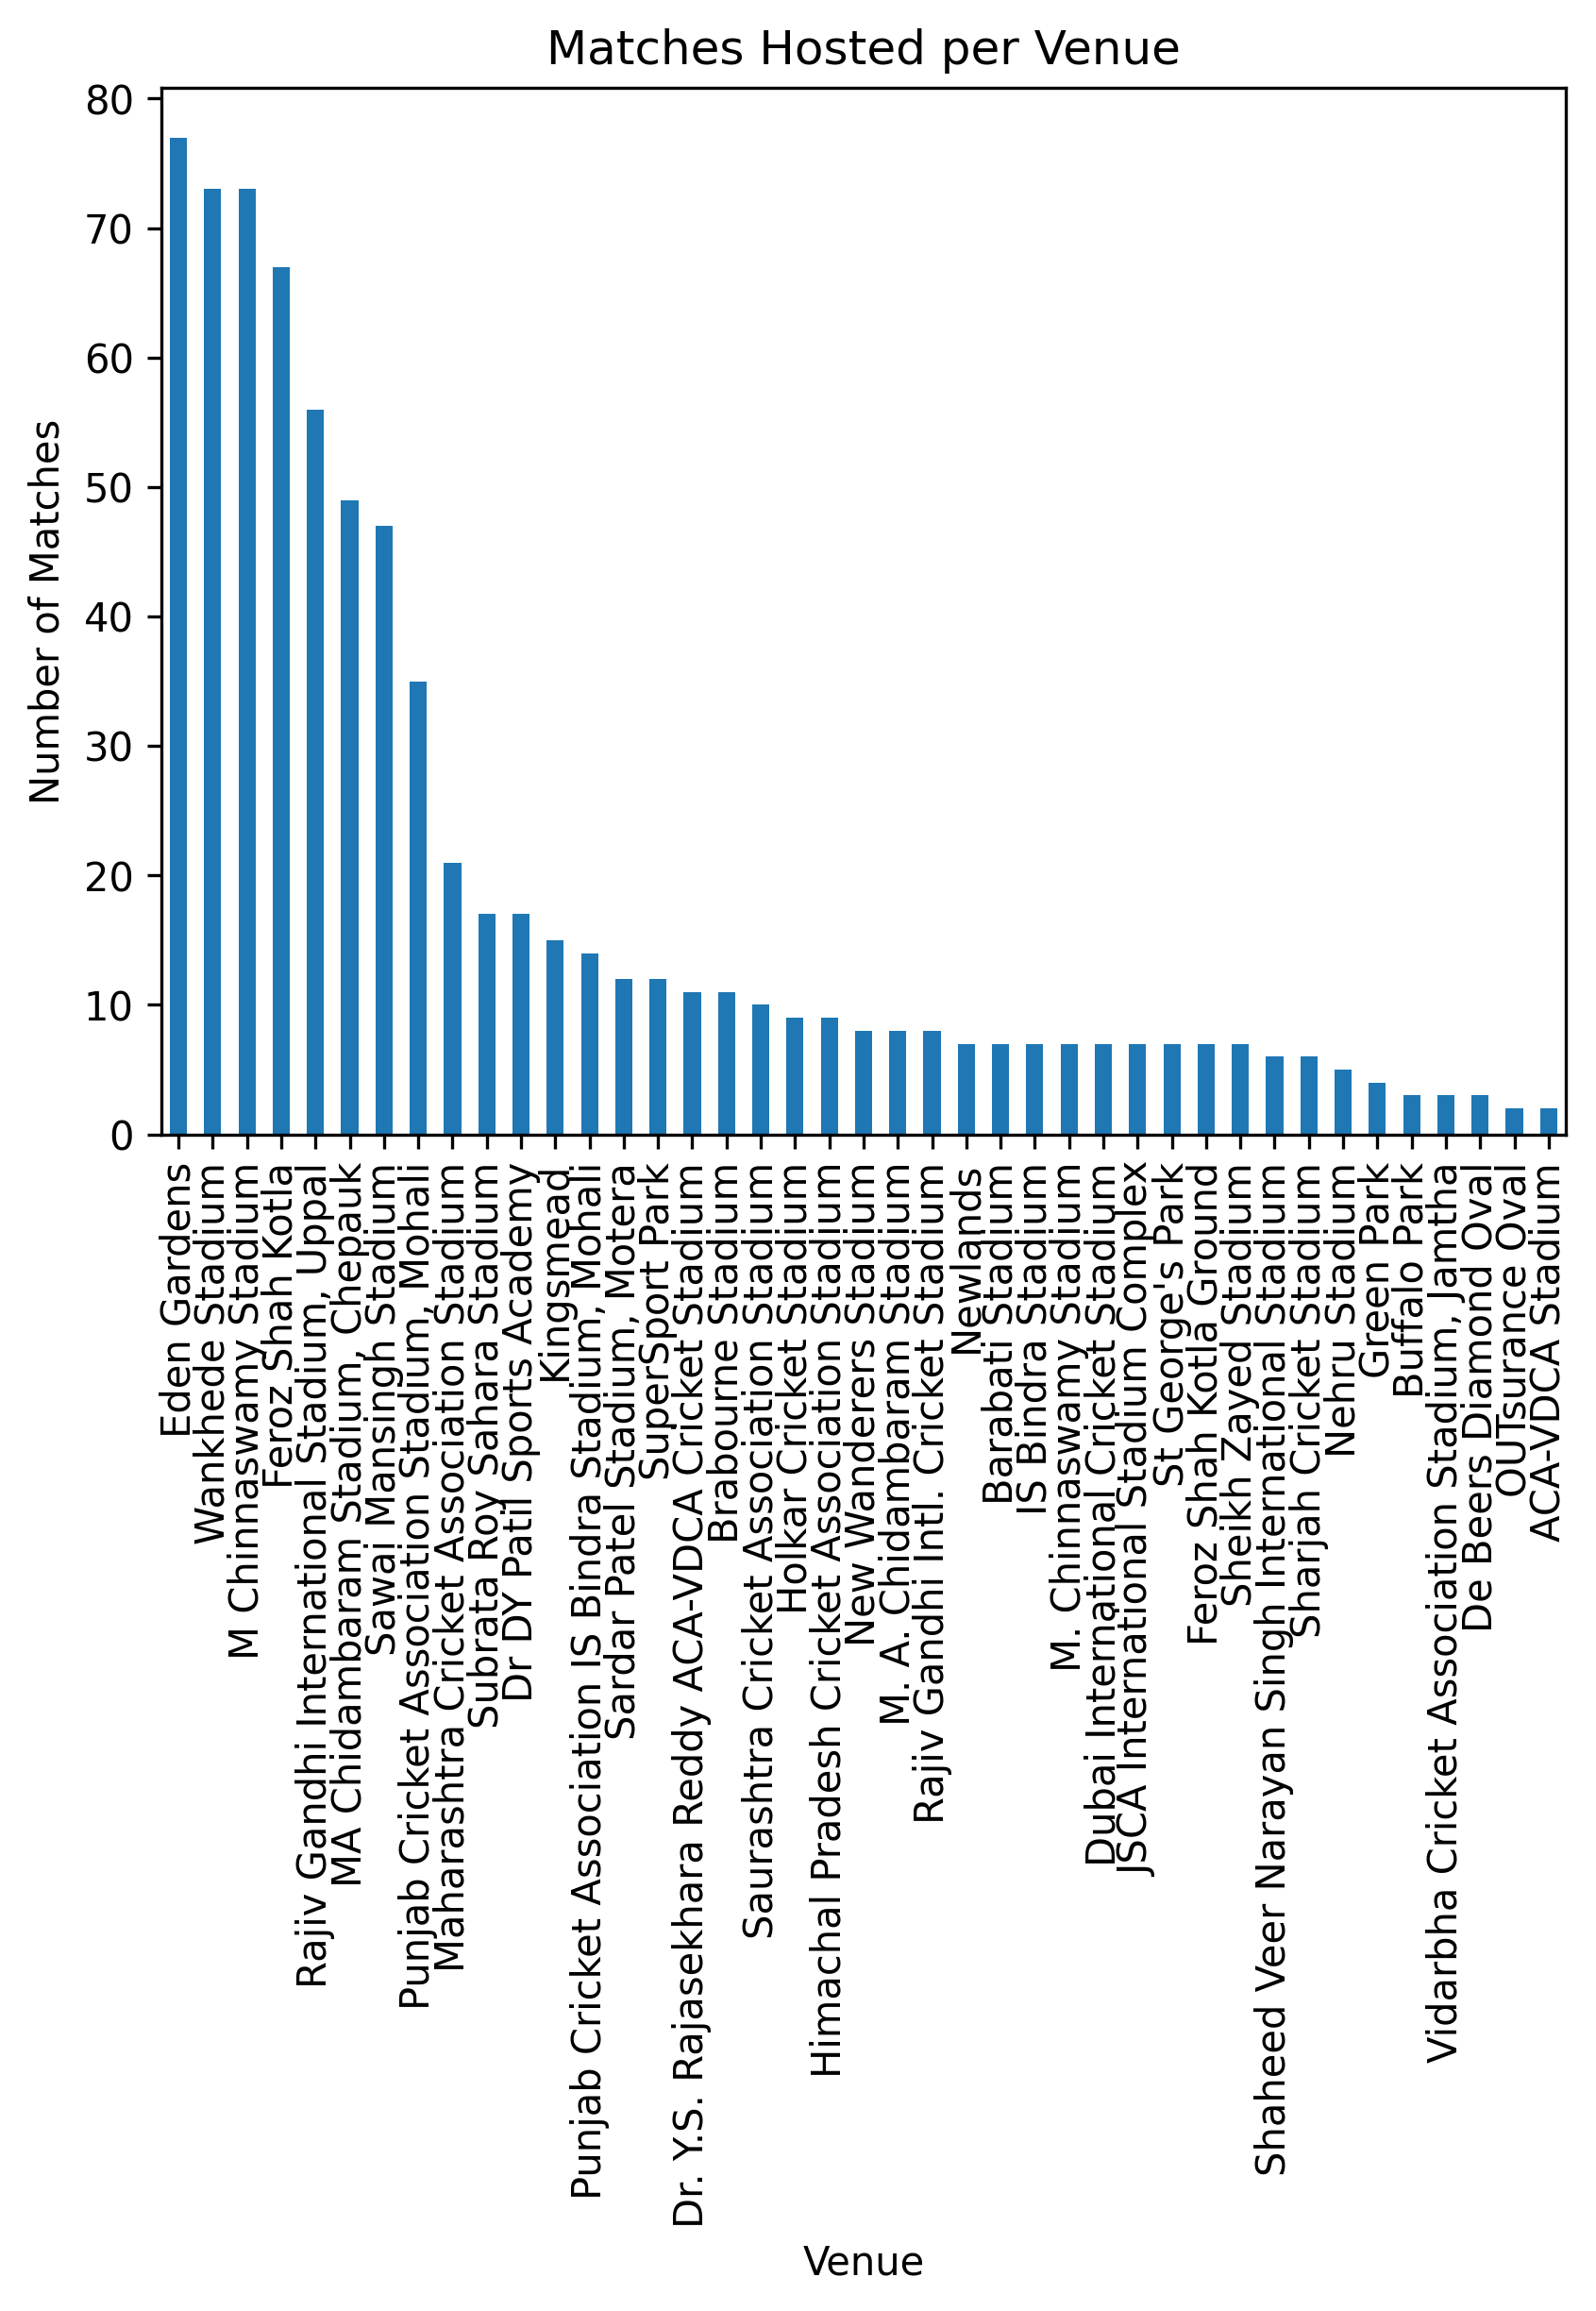 Matches Hosted per Venue
Number of Matches
80
70
60
50
40
30
20
10
0
Eden Gardens
Wankhede Stadium
M Chinnaswamy Stadium
Feroz Shah Kotla
Rajiv Gandhi International Stadium, Uppal
MA Chidambaram Stadium, Chepauk
Sawai Mansingh Stadium
Punjab Cricket Association Stadium, Mohali
Maharashtra Cricket Association Stadium
Subrata Roy Sahara Stadium
Dr DY Patil Sports Academy
Kingsmead
Punjab Cricket Association IS Bindra Stadium, Mohali
Sardar Patel Stadium, Motera
SuperSport Park
Dr. Y.S. Rajasekhara Reddy ACA-VDCA Cricket Stadium
Brabourne Stadium
Saurashtra Cricket Association Stadium
Holkar Cricket Stadium
Himachal Pradesh Cricket Association Stadium
New Wanderers Stadium
M. A. Chidambaram Stadium
Rajiv Gandhi Intl. Cricket Stadium
Newlands
Barabati Stadium
IS Bindra Stadium
M. Chinnaswamy Stadium
Dubai International Cricket Stadium
JSCA International Stadium Complex
St George's Park
Feroz Shah Kotla Ground
Sheikh Zayed Stadium
Shaheed Veer Narayan Singh International Stadium
Sharjah Cricket Stadium
Nehru Stadium
Green Park
Buffalo Park
Vidarbha Cricket Association Stadium, Jamtha
De Beers Diamond Oval
OUTsurance Oval
ACA-VDCA Stadium
Venue